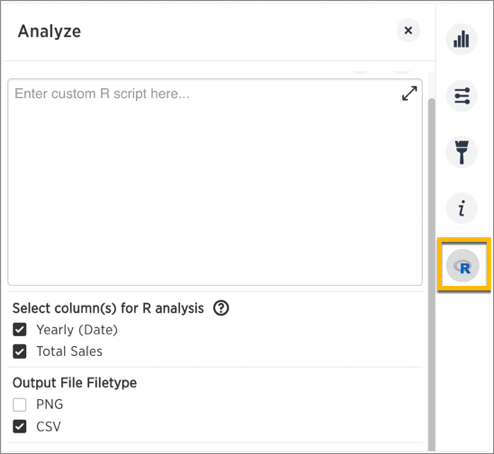 Analyze
Enter custom R script here...
Select column(s) for R analysis ?
Yearly (Date)
Total Sales
Output File Filetype
PNG
CSV
i
R